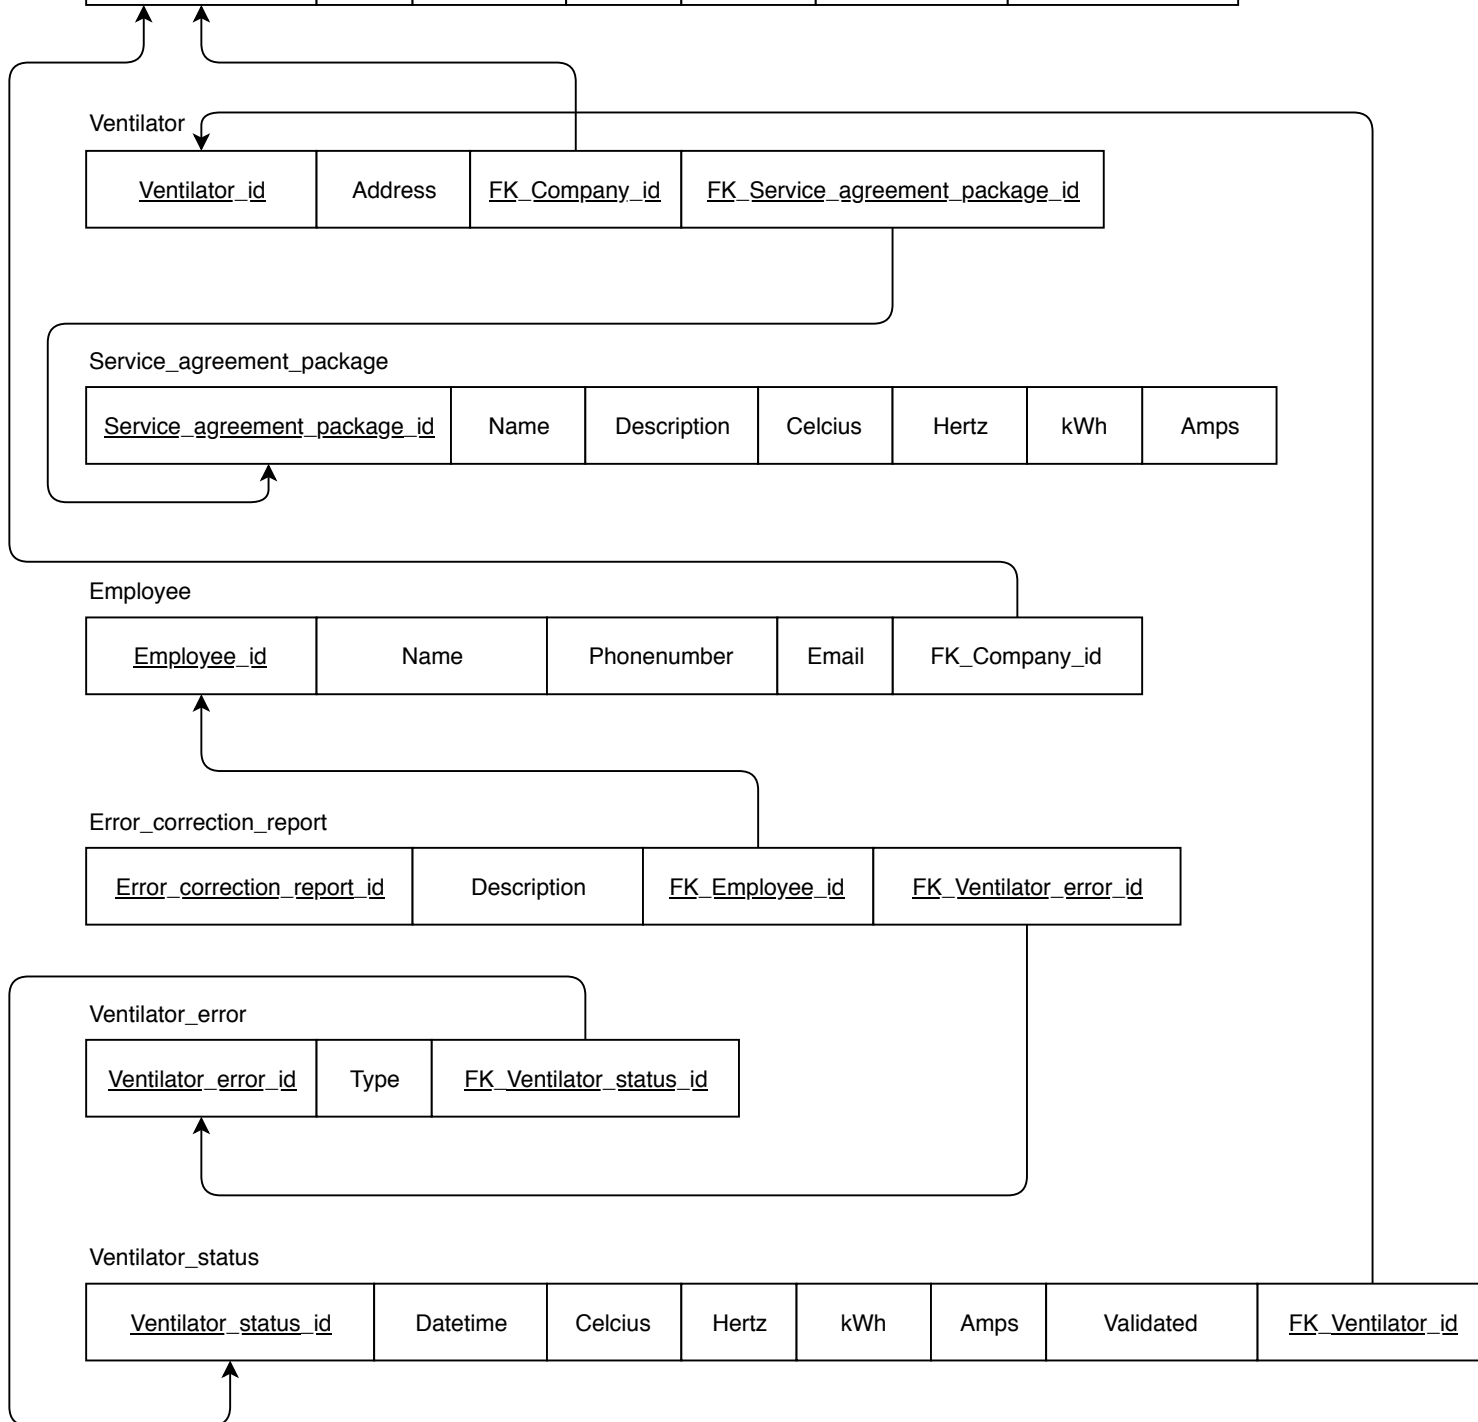 Ventilator
Ventilator_id Address FK_Company_id FK_Service_agreement_package_id
Service_agreement_package
Service_agreement_package_id Name Description Celcius Hertz kWh Amps
Employee
Employee_id Name Phonenumber Email FK_Company_id
Error_correction_report
Error_correction_report_id Description FK_Employee_id FK_Ventilator_error_id
Ventilator_error
Ventilator_error_id Type FK_Ventilator_status_id
Ventilator_status
Ventilator_status_id Datetime Celcius Hertz kWh Amps Validated FK_Ventilator_id